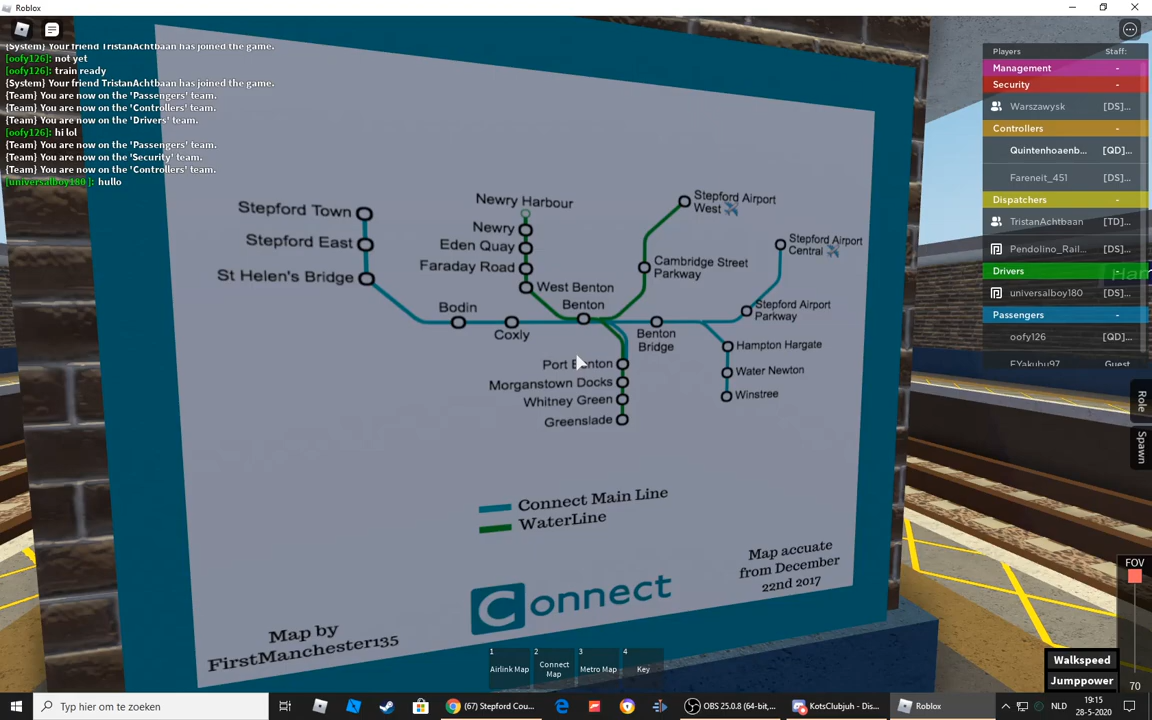 Roblox
{System} Your friend TristanAchtbaan has joined the game.
[oofy126]: not yet
[oofy126]: train ready
{System} Your friend TristanAchtbaan has joined the game.
{Team} You are now on the 'Passengers' team.
{Team} You are now on the 'Controllers' team.
{Team} You are now on the 'Drivers' team.
[oofy126]: hi lol
{Team} You are now on the 'Passengers' team.
{Team} You are now on the 'Security' team.
{Team} You are now on the 'Controllers' team.
[universalboy180]: hullo
Stepford Town
Stepford East
St Helen's Bridge
Bodin
Coxly
Newry Harbour
Newry
Eden Quay
Faraday Road
West Benton
Benton
Stepford Airport
West
Cambridge Street
Parkway
Stepford Airport
Central
Stepford Airport
Parkway
Benton
Bridge
Hampton Hargate
Water Newton
Winstree
Port Benton
Morganstown Docks
Whitney Green
Greenslade
Connect Main Line
WaterLine
Map accuate
from December
22nd 2017
Connect
Map by
FirstManchester135
Players Staff:
Management -
Security -
Warszawysk [DS]...
Controllers -
Quintenhoaenb... [QD]...
Fareneit_451 [DS]...
Dispatchers -
TristanAchtbaan [TD]...
Pendolino_Rail... [DS]...
Drivers -
universalboy180 [DS]...
Passengers -
oofy126 [QD]...
EYakubu97 Guest
Role
Spawn
FOV
70
Walkspeed
Jumppower
1 Airlink Map
2 Connect Map
3 Metro Map
4 Key
Typ hier om te zoeken
(67) Stepford Cou...
OBS 25.0.8 (64-bit,...
KotsClubjuh - Dis...
Roblox
NLD
19:15
28-5-2020